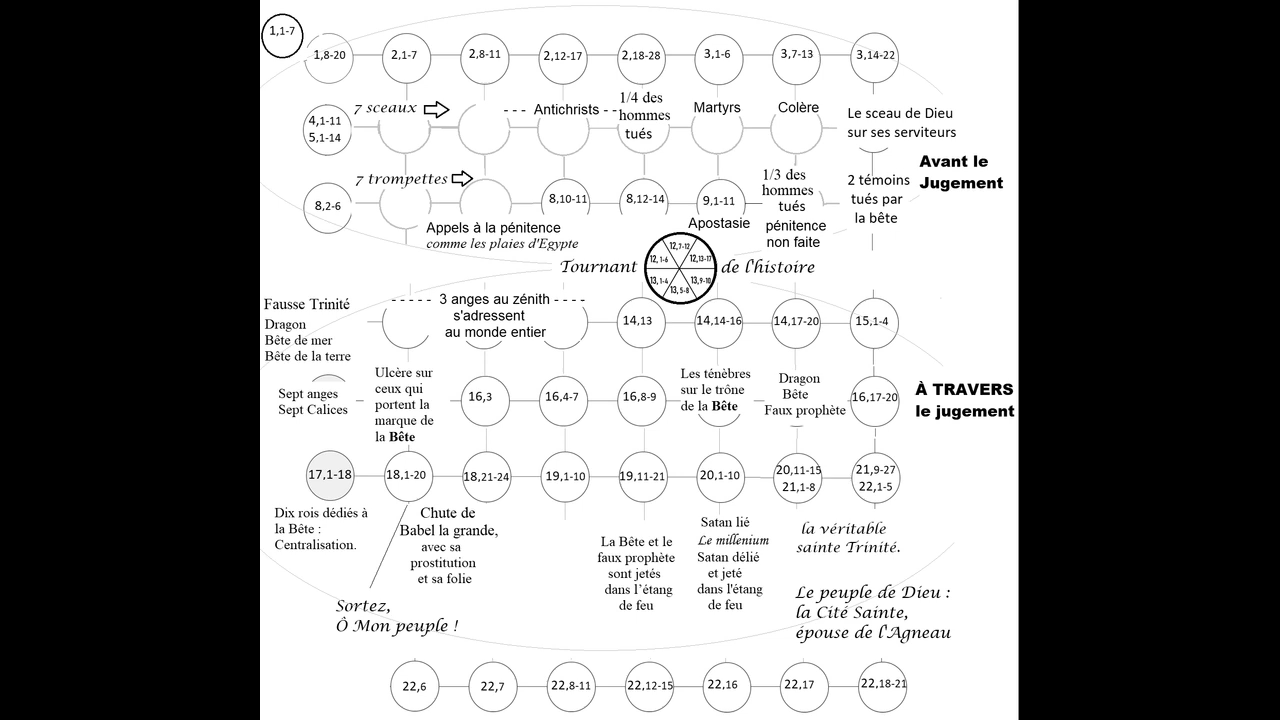 1,1-7
1,8-20
2,1-7
2,8-11
2,12-17
2,18-28
3,1-6
3,7-13
3,14-22
4,1-11
5,1-14
7 sceaux
- - - Antichrists - - -
1/4 des
hommes
tués
Martyrs
Colère
Le sceau de Dieu
sur ses serviteurs
Avant le
Jugement
8,2-6
7 trompettes
8,10-11
8,12-14
9,1-11
1/3 des
hommes
tués
pénitence
non faite
2 témoins
tués par
la bête
Appels à la pénitence
comme les plaies d'Egypte
Apostasie
Tournant
12,1-6
12,7-12
12,13-17
13,1-4
13,5-8
13,9-10
de l'histoire
Fausse Trinité
Dragon
Bête de mer
Bête de la terre
- - - - - 3 anges au zénith - - - -
s'adressent
au monde entier
14,13
14,14-16
14,17-20
15,1-4
Sept anges
Sept Calices
Ulcère sur
ceux qui
portent la
marque de
la Bête
16,3
16,4-7
16,8-9
Les ténèbres
sur le trône
de la Bête
Dragon
Bête
Faux prophète
16,17-20
À TRAVERS
le jugement
17,1-18
18,1-20
18,21-24
19,1-10
19,11-21
20,1-10
20,11-15
21,1-8
21,9-27
22,1-5
Dix rois dédiés à
la Bête :
Centralisation.
Chute de
Babel la grande,
avec sa
prostitution
et sa folie
La Bête et le
faux prophète
sont jetés
dans l'étang
de feu
Satan lié
Le millenium
Satan délié
et jeté
dans l'étang
de feu
la véritable
sainte Trinité.
Sortez,
Ô Mon peuple !
Le peuple de Dieu :
la Cité Sainte,
épouse de l'Agneau
22,6
22,7
22,8-11
22,12-15
22,16
22,17
22,18-21